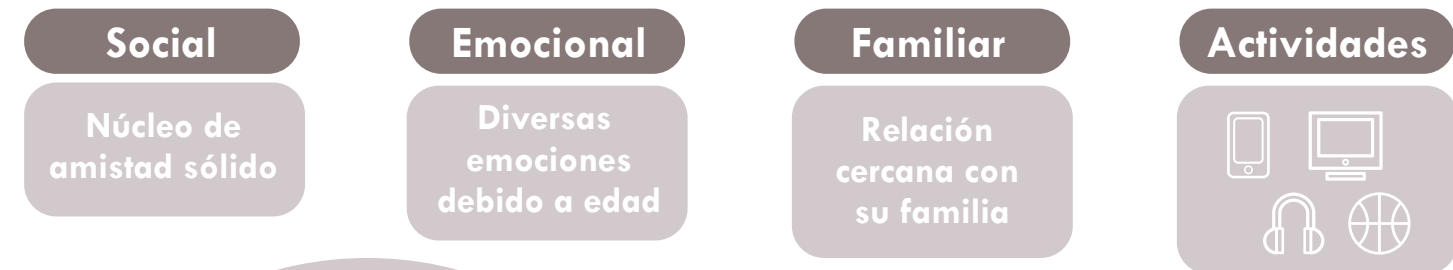 Social
Núcleo de
amistad sólido
Emocional
Diversas
emociones
debido a edad
Familiar
Relación
cercana con
su familia
Actividades